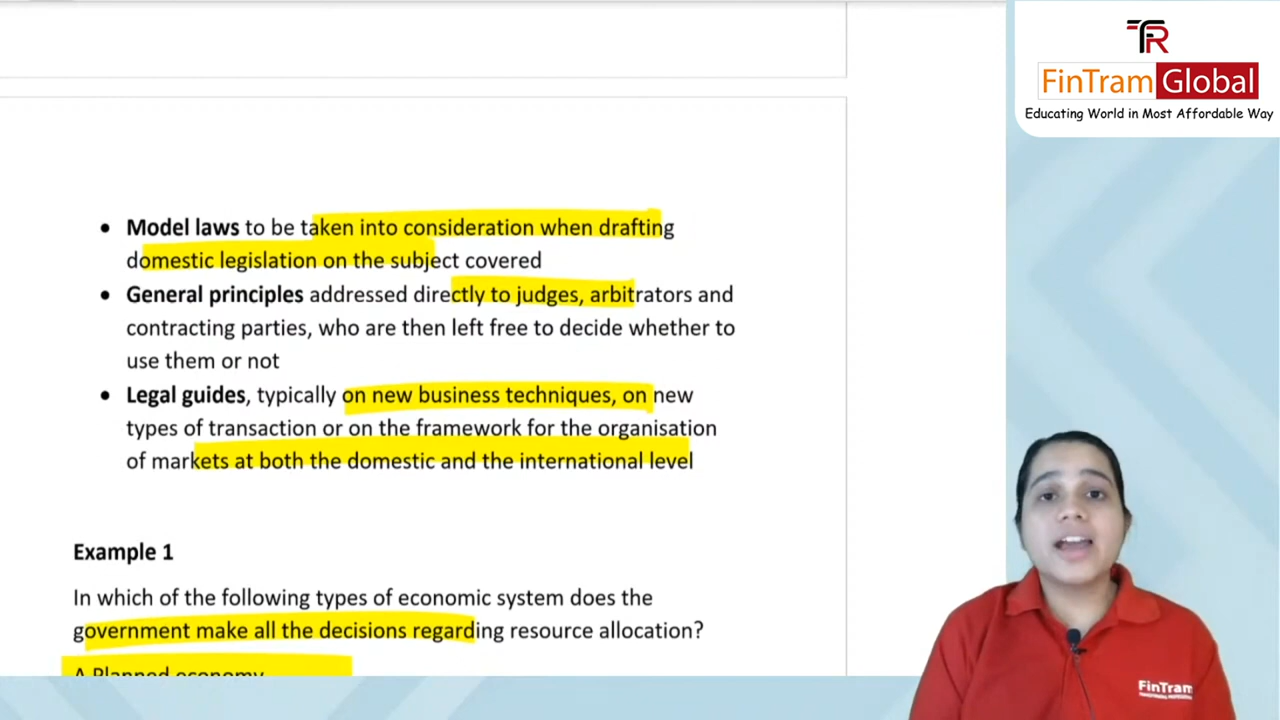 FinTram Global
Educating World in Most Affordable Way
• Model laws to be taken into consideration when drafting
domestic legislation on the subject covered
• General principles addressed directly to judges, arbitrators and
contracting parties, who are then left free to decide whether to
use them or not
• Legal guides, typically on new business techniques, on new
types of transaction or on the framework for the organisation
of markets at both the domestic and the international level
Example 1
In which of the following types of economic system does the
government make all the decisions regarding resource allocation?
A Planned economy
FinTram